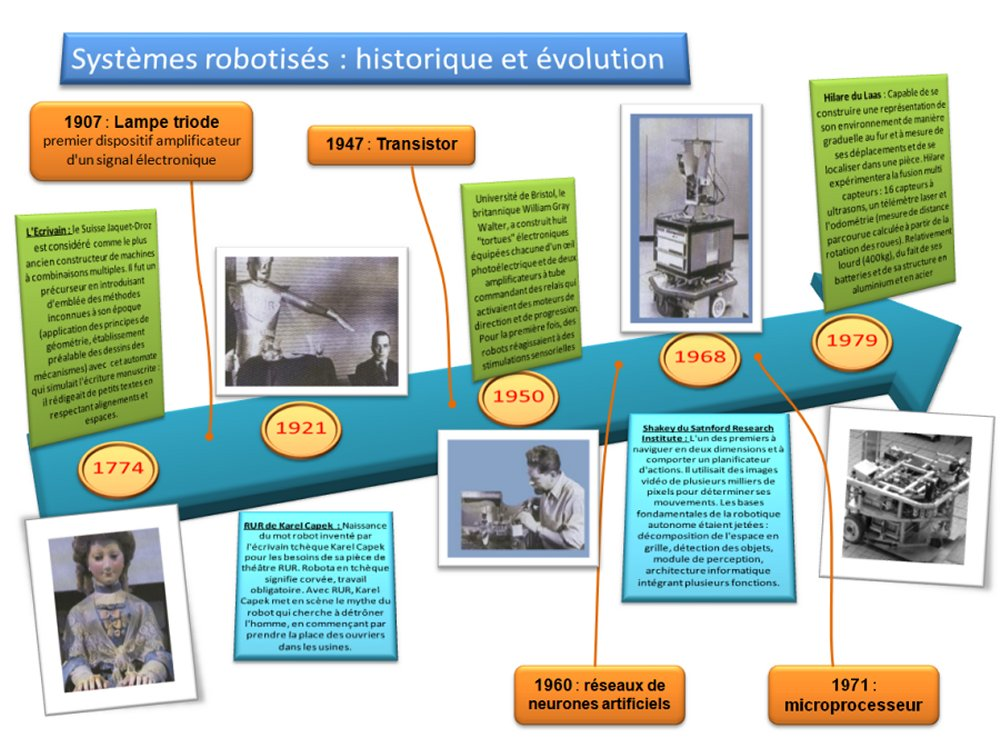 Systèmes robotisés : historique et évolution
1907 : Lampe triode
premier dispositif amplificateur
d'un signal électronique
1947 : Transistor
L'Ecrivain : le Suisse Jaquet-Droz
est considéré comme le plus
ancien constructeur de machines
à combinaisons multiples. Il fut un
précurseur en introduisant
d'emblée des méthodes
inconnues à son époque
(application des principes de
géométrie, établissement
préalable des dessins des
mécanismes) avec cet automate
qui simulait l'écriture manuscrite :
il rédigeait de petits textes en
respectant alignements et
espaces.
Université de Bristol, le
britannique William Gray
Walter, a construit huit
"tortues" électroniques
équipées chacune d'un œil
photoélectrique et de deux
amplificateurs à tube
commandant des relais qui
activaient des moteurs de
direction et de progression.
Pour la première fois, des
robots réagissaient à des
stimulations sensorielles
Hilare du Laas : Capable de se
construire une représentation de
son environnement de manière
graduelle au fur et à mesure de
ses déplacements et de se
localiser dans une pièce. Hilare
expérimentera la fusion multi
capteurs : 16 capteurs à
ultrasons, un télémètre laser et
l'odométrie (mesure de distance
parcourue calculée à partir de la
rotation des roues). Relativement
lourd (400kg), du fait de ses
batteries et de sa structure en
aluminium et en acier
1774
1921
1950
1968
1979
RUR de Karel Capek : Naissance
du mot robot inventé par
l'écrivain tchèque Karel Capek
pour les besoins de sa pièce de
théâtre RUR. Robota en tchèque
signifie corvée, travail
obligatoire. Avec RUR, Karel
Capek met en scène le mythe du
robot qui cherche à détrôner
l'homme, en commençant par
prendre la place des ouvriers
dans les usines.
Shakey du Satnford Research
Institute : L'un des premiers à
naviguer en deux dimensions et à
comporter un planificateur
d'actions. Il utilisait des images
vidéo de plusieurs milliers de
pixels pour déterminer ses
mouvements. Les bases
fondamentales de la robotique
autonome étaient jetées :
décomposition de l'espace en
grille, détection des objets,
module de perception,
architecture informatique
intégrant plusieurs fonctions.
1960 : réseaux de
neurones artificiels
1971 :
microprocesseur